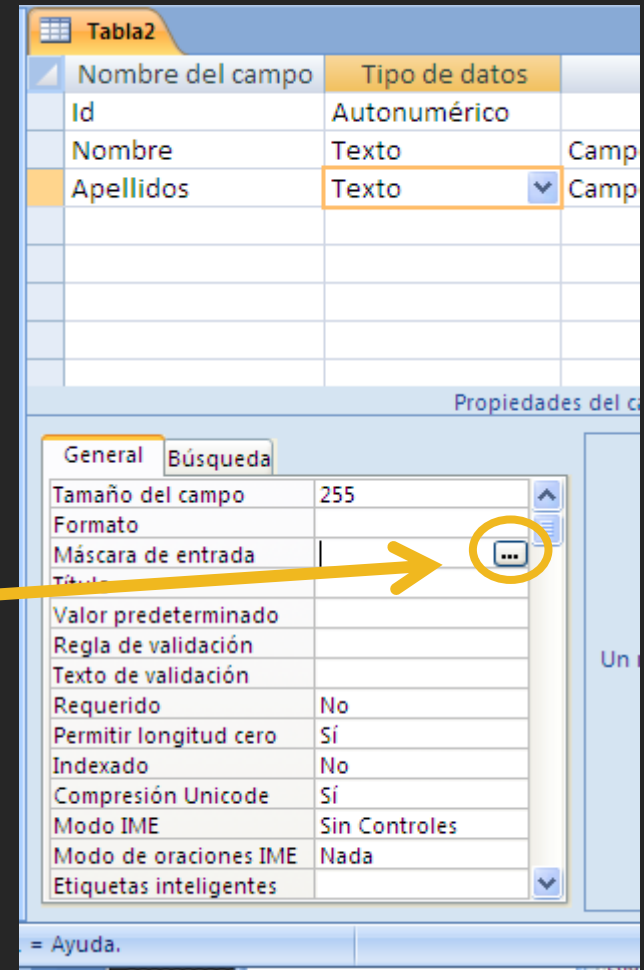 Tabla2
Nombre del campo Tipo de datos
Id Autonumérico
Nombre Texto Camp
Apellidos Texto Camp
Propiedades del c
General Búsqueda
Tamaño del campo 255
Formato
Máscara de entrada ...
Valor predeterminado
Regla de validación
Texto de validación
Un
Requerido No
Permitir longitud cero Sí
Indexado No
Compresión Unicode Sí
Modo IME Sin Controles
Modo de oraciones IME Nada
Etiquetas inteligentes
= Ayuda.